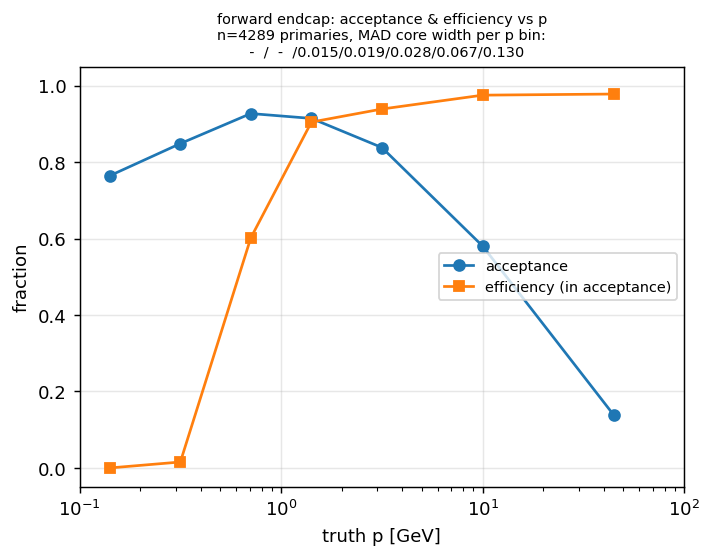 forward endcap: acceptance & efficiency vs p
n=4289 primaries, MAD core width per p bin:
- / - /0.015/0.019/0.028/0.067/0.130
1.0
0.8
0.6
0.4
0.2
0.0
fraction
acceptance
efficiency (in acceptance)
10⁻¹ 10⁰ 10¹ 10²
truth p [GeV]